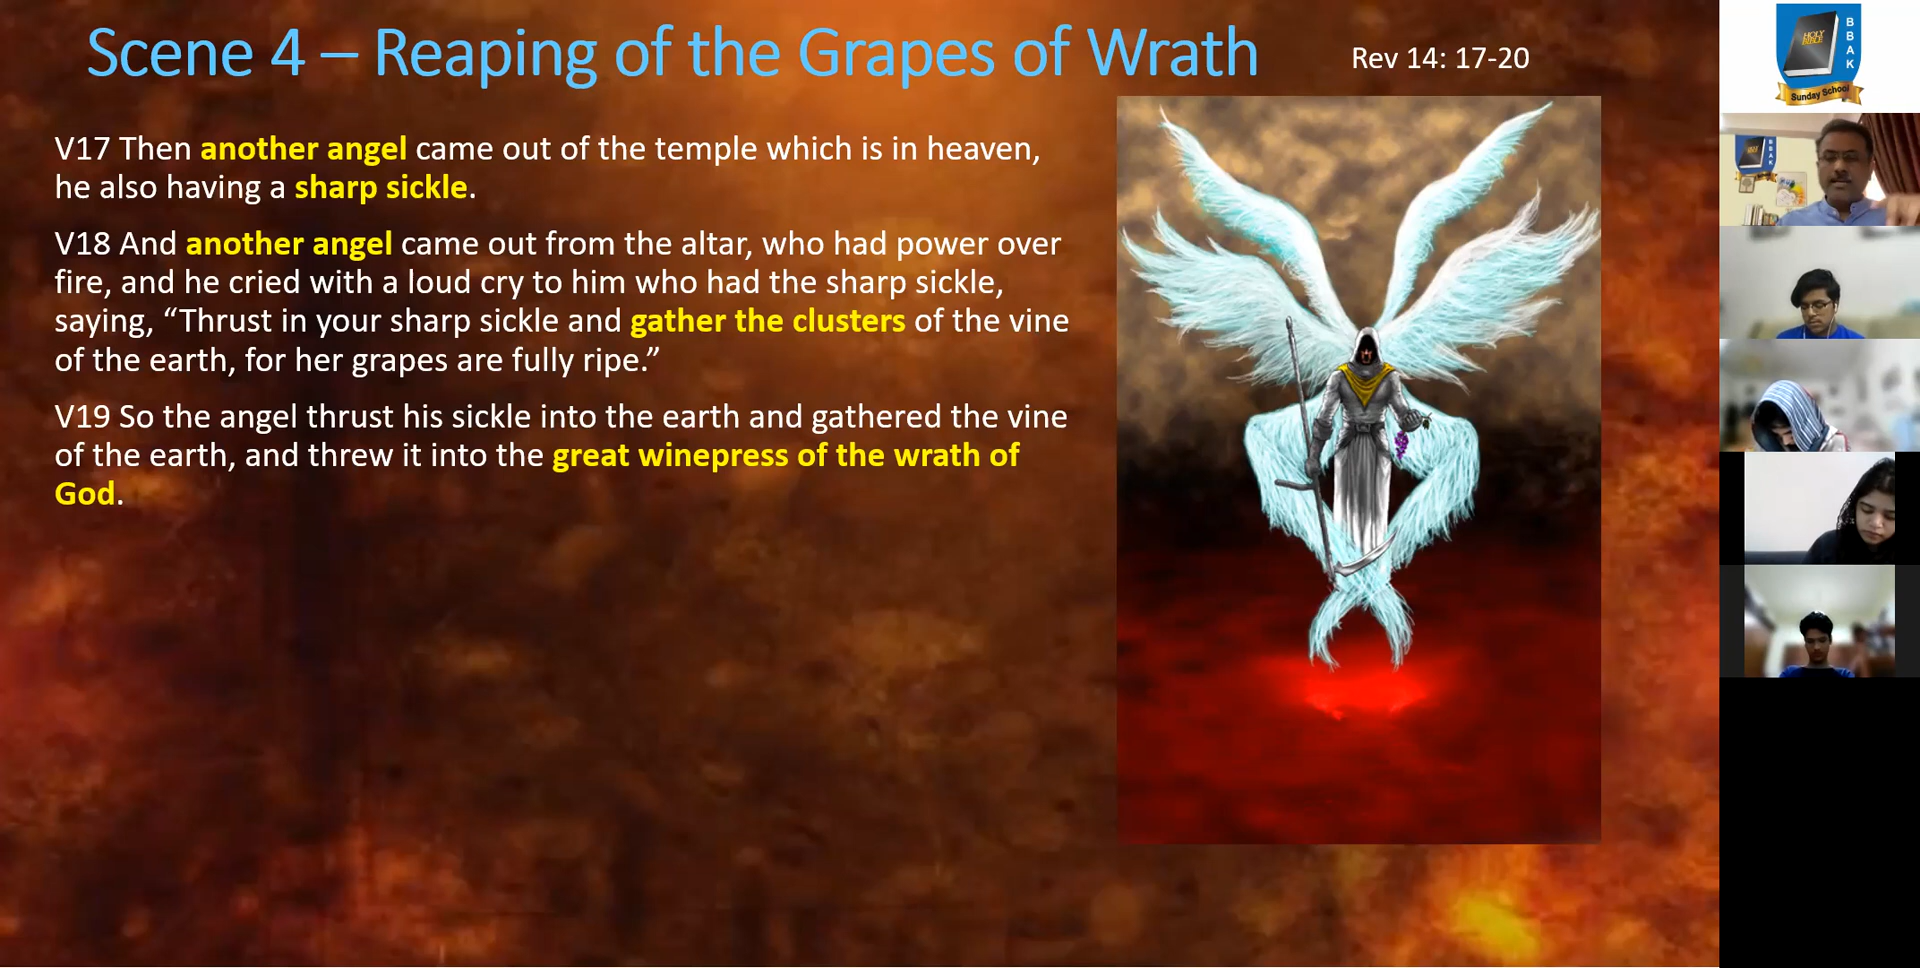 Scene 4 – Reaping of the Grapes of Wrath
Rev 14: 17-20
V17 Then another angel came out of the temple which is in heaven,
he also having a sharp sickle.
V18 And another angel came out from the altar, who had power over
fire, and he cried with a loud cry to him who had the sharp sickle,
saying, “Thrust in your sharp sickle and gather the clusters of the vine
of the earth, for her grapes are fully ripe.”
V19 So the angel thrust his sickle into the earth and gathered the vine
of the earth, and threw it into the great winepress of the wrath of
God.
HOLY
BIBLE
BBAK
Sunday School
BBAK